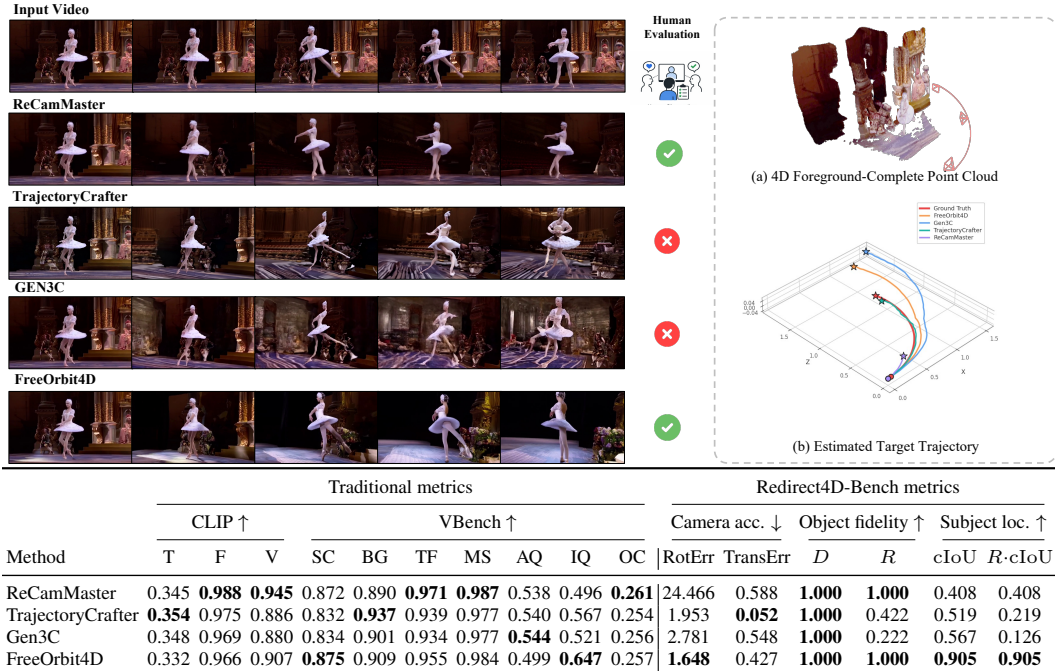 Input Video
Human
Evaluation
ReCamMaster
(a) 4D Foreground-Complete Point Cloud
TrajectoryCrafter
Ground Truth
FreeOrbit4D
Gen3C
TrajectoryCrafter
ReCamMaster
0.04
0.00
−0.04
1.5
1.0
Z
0.5
0.0
0.0
0.5
X
1.0
1.5
GEN3C
FreeOrbit4D
(b) Estimated Target Trajectory
Traditional metrics Redirect4D-Bench metrics
CLIP ↑ VBench ↑ Camera acc. ↓ Object fidelity ↑ Subject loc. ↑
Method T F V SC BG TF MS AQ IQ OC RotErr TransErr D R cIoU R·cIoU
ReCamMaster 0.345 0.988 0.945 0.872 0.890 0.971 0.987 0.538 0.496 0.261 24.466 0.588 1.000 1.000 0.408 0.408
TrajectoryCrafter 0.354 0.975 0.886 0.832 0.937 0.939 0.977 0.540 0.567 0.254 1.953 0.052 1.000 0.422 0.519 0.219
Gen3C 0.348 0.969 0.880 0.834 0.901 0.934 0.977 0.544 0.521 0.256 2.781 0.548 1.000 0.222 0.567 0.126
FreeOrbit4D 0.332 0.966 0.907 0.875 0.909 0.955 0.984 0.499 0.647 0.257 1.648 0.427 1.000 1.000 0.905 0.905